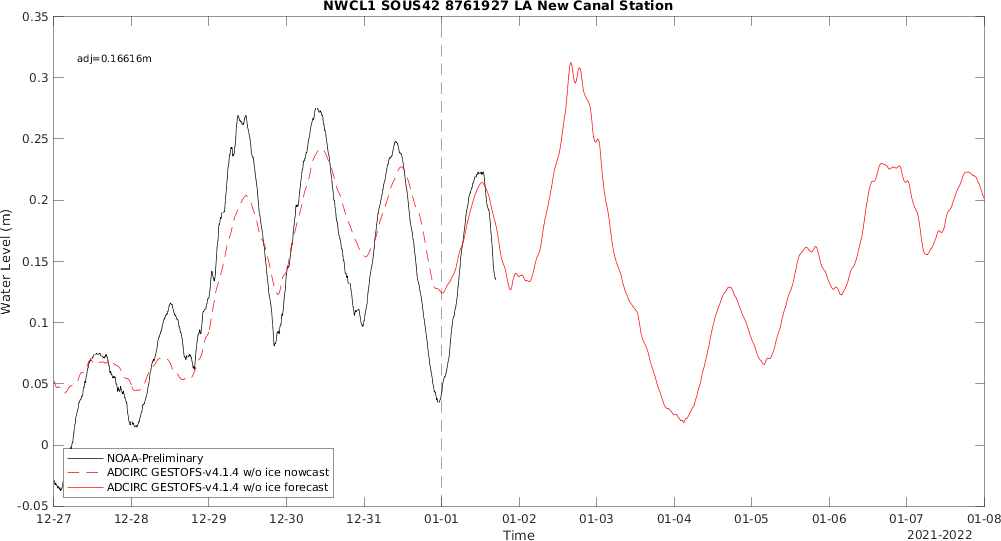 NWCL1 SOUS42 8761927 LA New Canal Station
adj=0.16616m
0.35
0.3
0.25
0.2
0.15
0.1
0.05
0
-0.05
Water Level (m)
NOAA-Preliminary
ADCIRC GESTOFS-v4.1.4 w/o ice nowcast
ADCIRC GESTOFS-v4.1.4 w/o ice forecast
12-27 12-28 12-29 12-30 12-31 01-01 01-02 01-03 01-04 01-05 01-06 01-07 01-08
Time
2021-2022